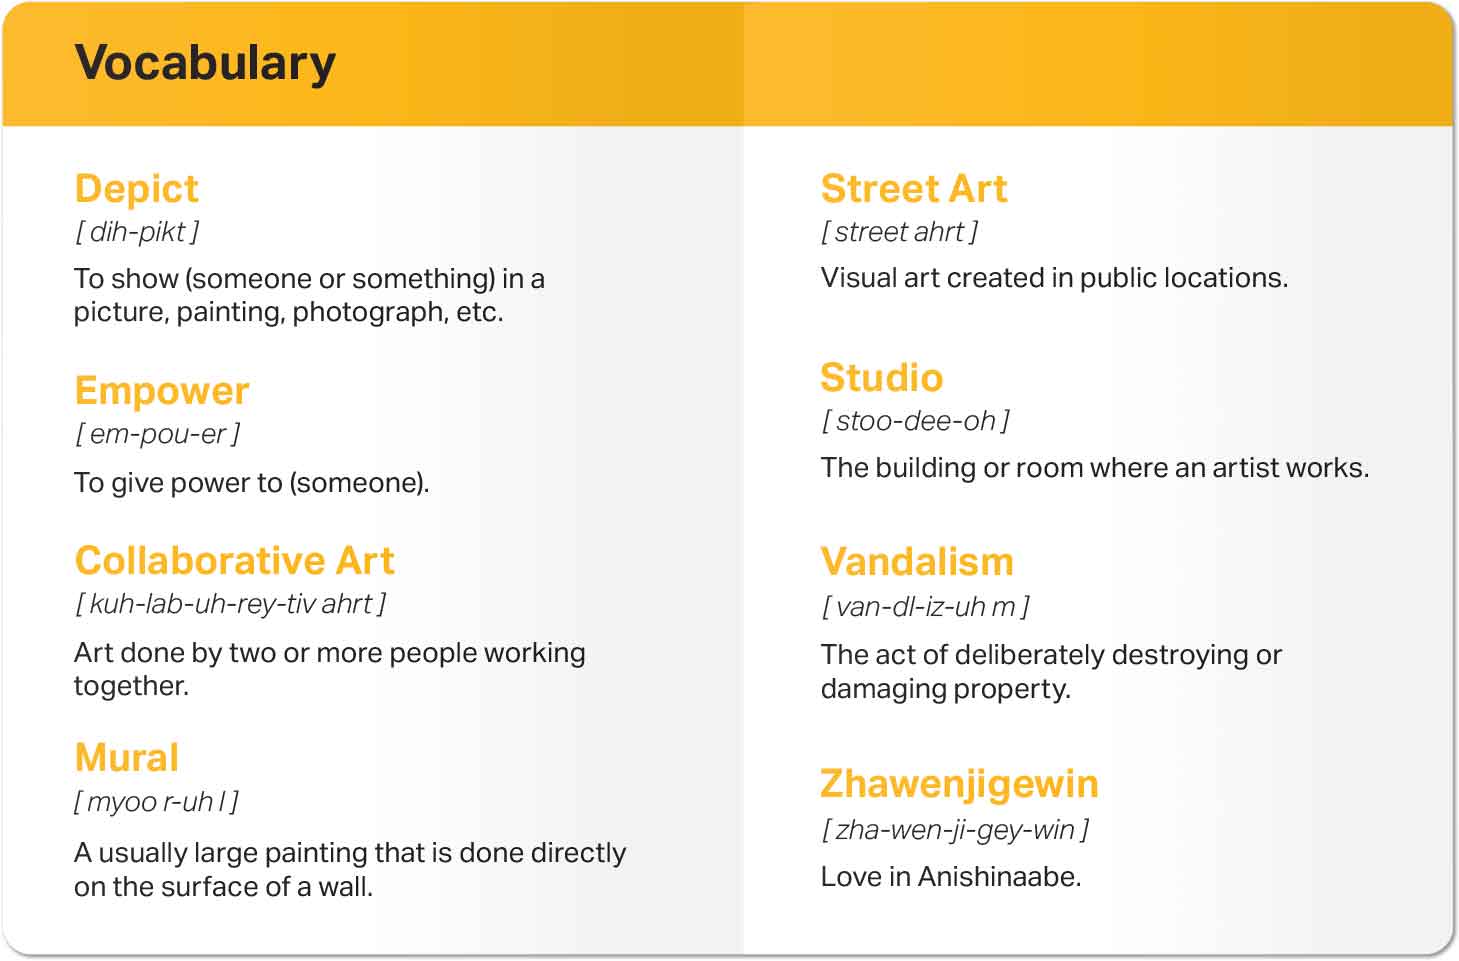 Vocabulary
Depict
[ dih-pikt ]
To show (someone or something) in a
picture, painting, photograph, etc.
Empower
[ em-pou-er ]
To give power to (someone).
Collaborative Art
[ kuh-lab-uh-rey-tiv ahrt ]
Art done by two or more people working
together.
Mural
[ myoo r-uh l ]
A usually large painting that is done directly
on the surface of a wall.
Street Art
[ street ahrt ]
Visual art created in public locations.
Studio
[ stoo-dee-oh ]
The building or room where an artist works.
Vandalism
[ van-dl-iz-uh m ]
The act of deliberately destroying or
damaging property.
Zhawenjigewin
[ zha-wen-ji-gey-win ]
Love in Anishinaabe.